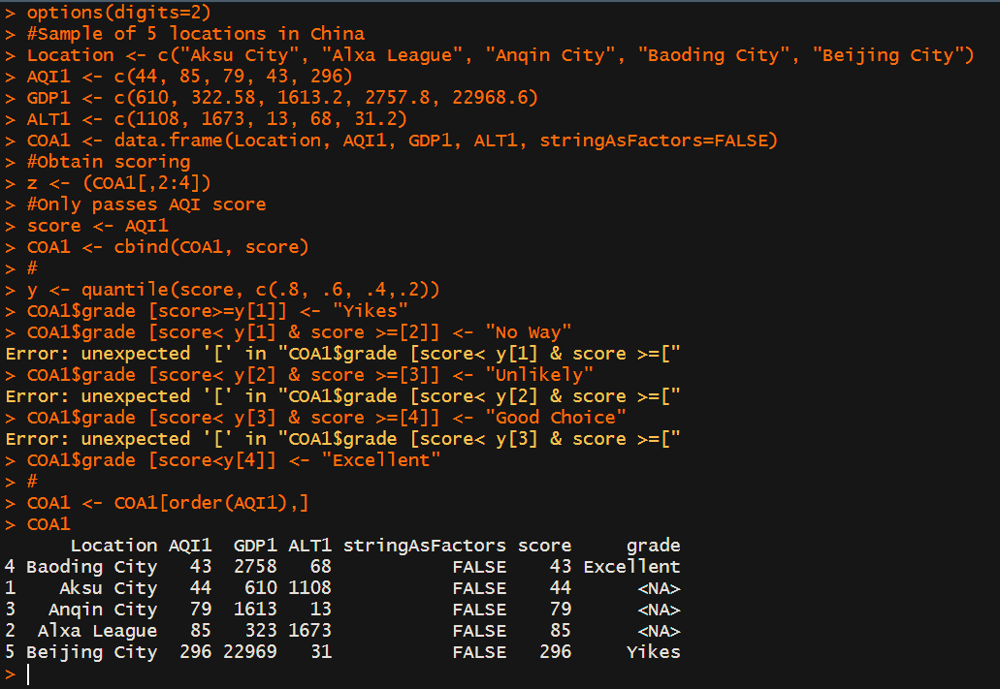 > options(digits=2)
> #Sample of 5 locations in China
> Location <- c("Aksu City", "Alxa League", "Anqin City", "Baoding City", "Beijing City")
> AQI1 <- c(44, 85, 79, 43, 296)
> GDP1 <- c(610, 322.58, 1613.2, 2757.8, 22968.6)
> ALT1 <- c(1108, 1673, 13, 68, 31.2)
> COA1 <- data.frame(Location, AQI1, GDP1, ALT1, stringAsFactors=FALSE)
> #Obtain scoring
> z <- (COA1[,2:4])
> #Only passes AQI score
> score <- AQI1
> COA1 <- cbind(COA1, score)
> #
> y <- quantile(score, c(.8, .6, .4,.2))
> COA1$grade [score>=y[1]] <- "Yikes"
> COA1$grade [score< y[1] & score >=[2]] <- "No Way"
Error: unexpected '[' in "COA1$grade [score< y[1] & score >=["
> COA1$grade [score< y[2] & score >=[3]] <- "Unlikely"
Error: unexpected '[' in "COA1$grade [score< y[2] & score >=["
> COA1$grade [score< y[3] & score >=[4]] <- "Good Choice"
Error: unexpected '[' in "COA1$grade [score< y[3] & score >=["
> COA1$grade [score<y[4]] <- "Excellent"
> #
> COA1 <- COA1[order(AQI1),]
> COA1
      Location AQI1  GDP1 ALT1 stringAsFactors score     grade
4 Baoding City   43  2758   68           FALSE    43 Excellent
1    Aksu City   44   610 1108           FALSE    44      <NA>
3   Anqin City   79  1613   13           FALSE    79      <NA>
2  Alxa League   85   323 1673           FALSE    85      <NA>
5 Beijing City  296 22969   31           FALSE   296     Yikes
>